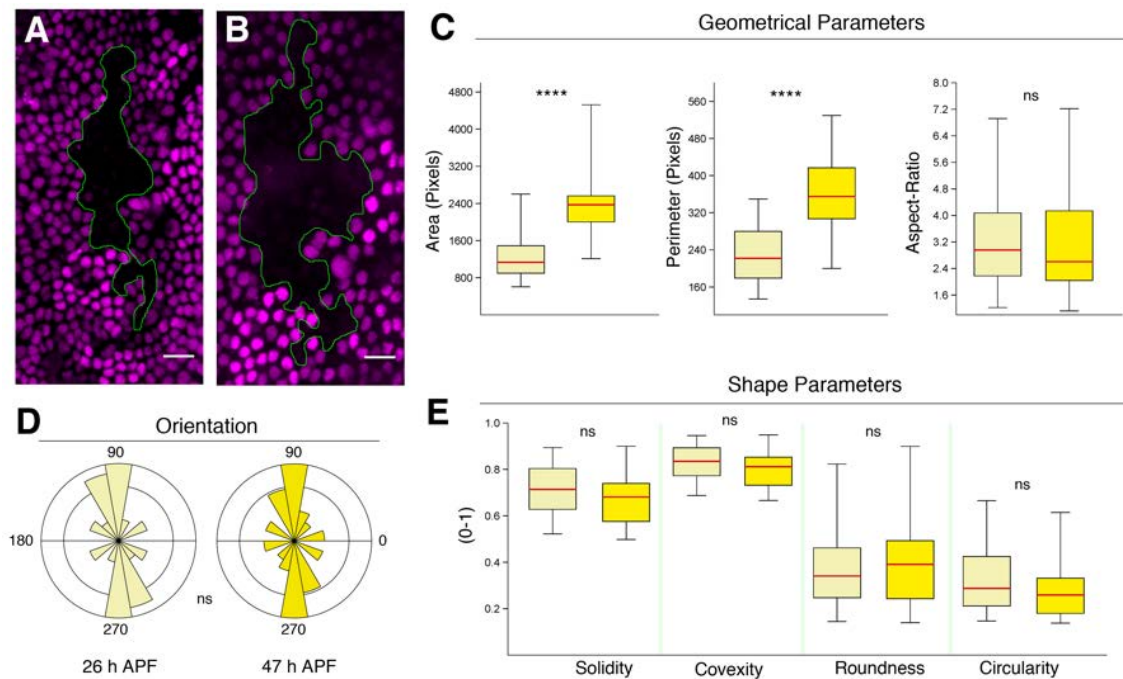 A
B
C
Geometrical Parameters
Area (Pixels)
4800
4000
3200
2400
1600
800
****
Perimeter (Pixels)
560
480
400
320
240
160
****
Aspect-Ratio
8.0
7.2
6.4
5.6
4.8
4.0
3.2
2.4
1.6
ns
D
Orientation
90
90
180
0
270
ns
270
26 h APF
47 h APF
E
Shape Parameters
(0-1)
1.0
0.8
0.6
0.4
0.2
ns
ns
ns
ns
Solidity
Covexity
Roundness
Circularity